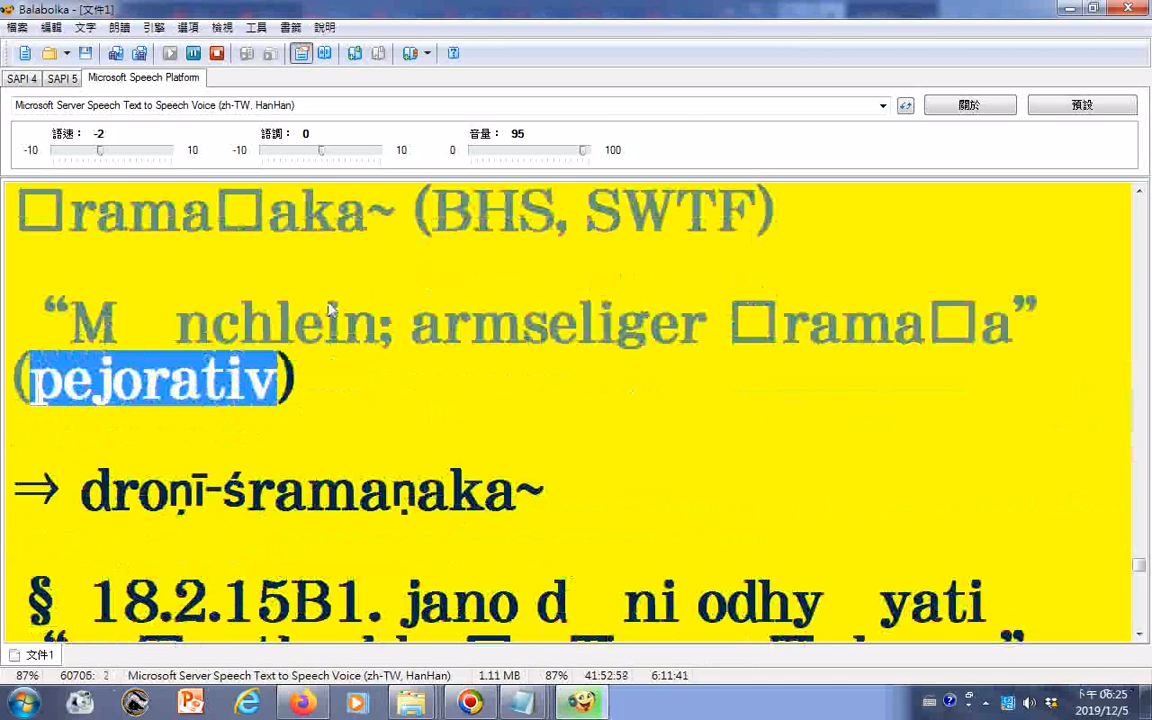 Balabolka - [文件1]
檔案 編輯 文字 朗讀 引擎 選項 檢視 工具 書籤 說明
SAPI 4 SAPI 5 Microsoft Speech Platform
Microsoft Server Speech Text to Speech Voice (zh-TW, HanHan) 關於 預設
語速： -2 語調： 0 音量： 95
-10 10 -10 10 0 100
□rama□aka~ (BHS, SWTF)
“M nchlein; armseliger □rama□a”
(pejorativ)
⇒ droṇī-śramaṇaka~
§ 18.2.15B1. jano d ni odhy yati
文件1
87% 60706: 2 Microsoft Server Speech Text to Speech Voice (zh-TW, HanHan) 1.11 MB 87% 41:52:58 6:11:41
下午 06:25
2019/12/5